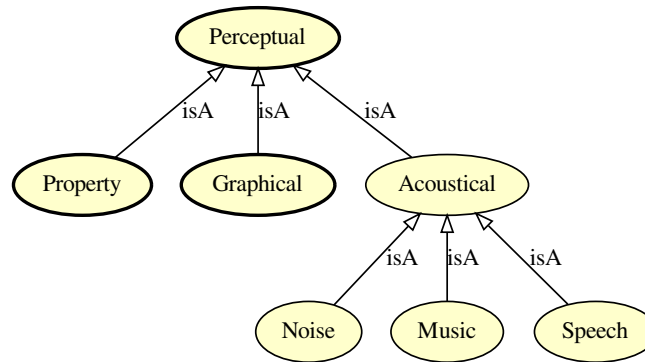 Perceptual
isA isA isA
Property Graphical Acoustical
isA isA isA
Noise Music Speech